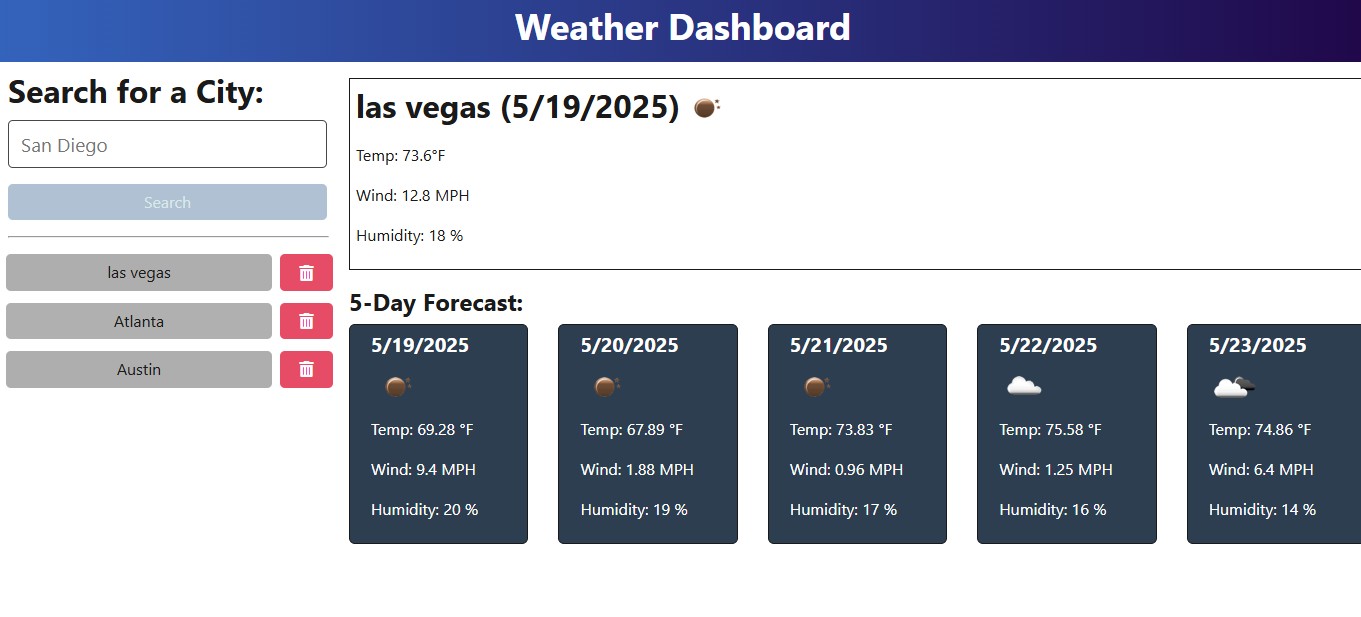 Weather Dashboard
Search for a City:
San Diego
Search
las vegas
Atlanta
Austin
las vegas (5/19/2025)
Temp: 73.6°F
Wind: 12.8 MPH
Humidity: 18 %
5-Day Forecast:
5/19/2025
Temp: 69.28 °F
Wind: 9.4 MPH
Humidity: 20 %
5/20/2025
Temp: 67.89 °F
Wind: 1.88 MPH
Humidity: 19 %
5/21/2025
Temp: 73.83 °F
Wind: 0.96 MPH
Humidity: 17 %
5/22/2025
Temp: 75.58 °F
Wind: 1.25 MPH
Humidity: 16 %
5/23/2025
Temp: 74.86 °F
Wind: 6.4 MPH
Humidity: 14 %